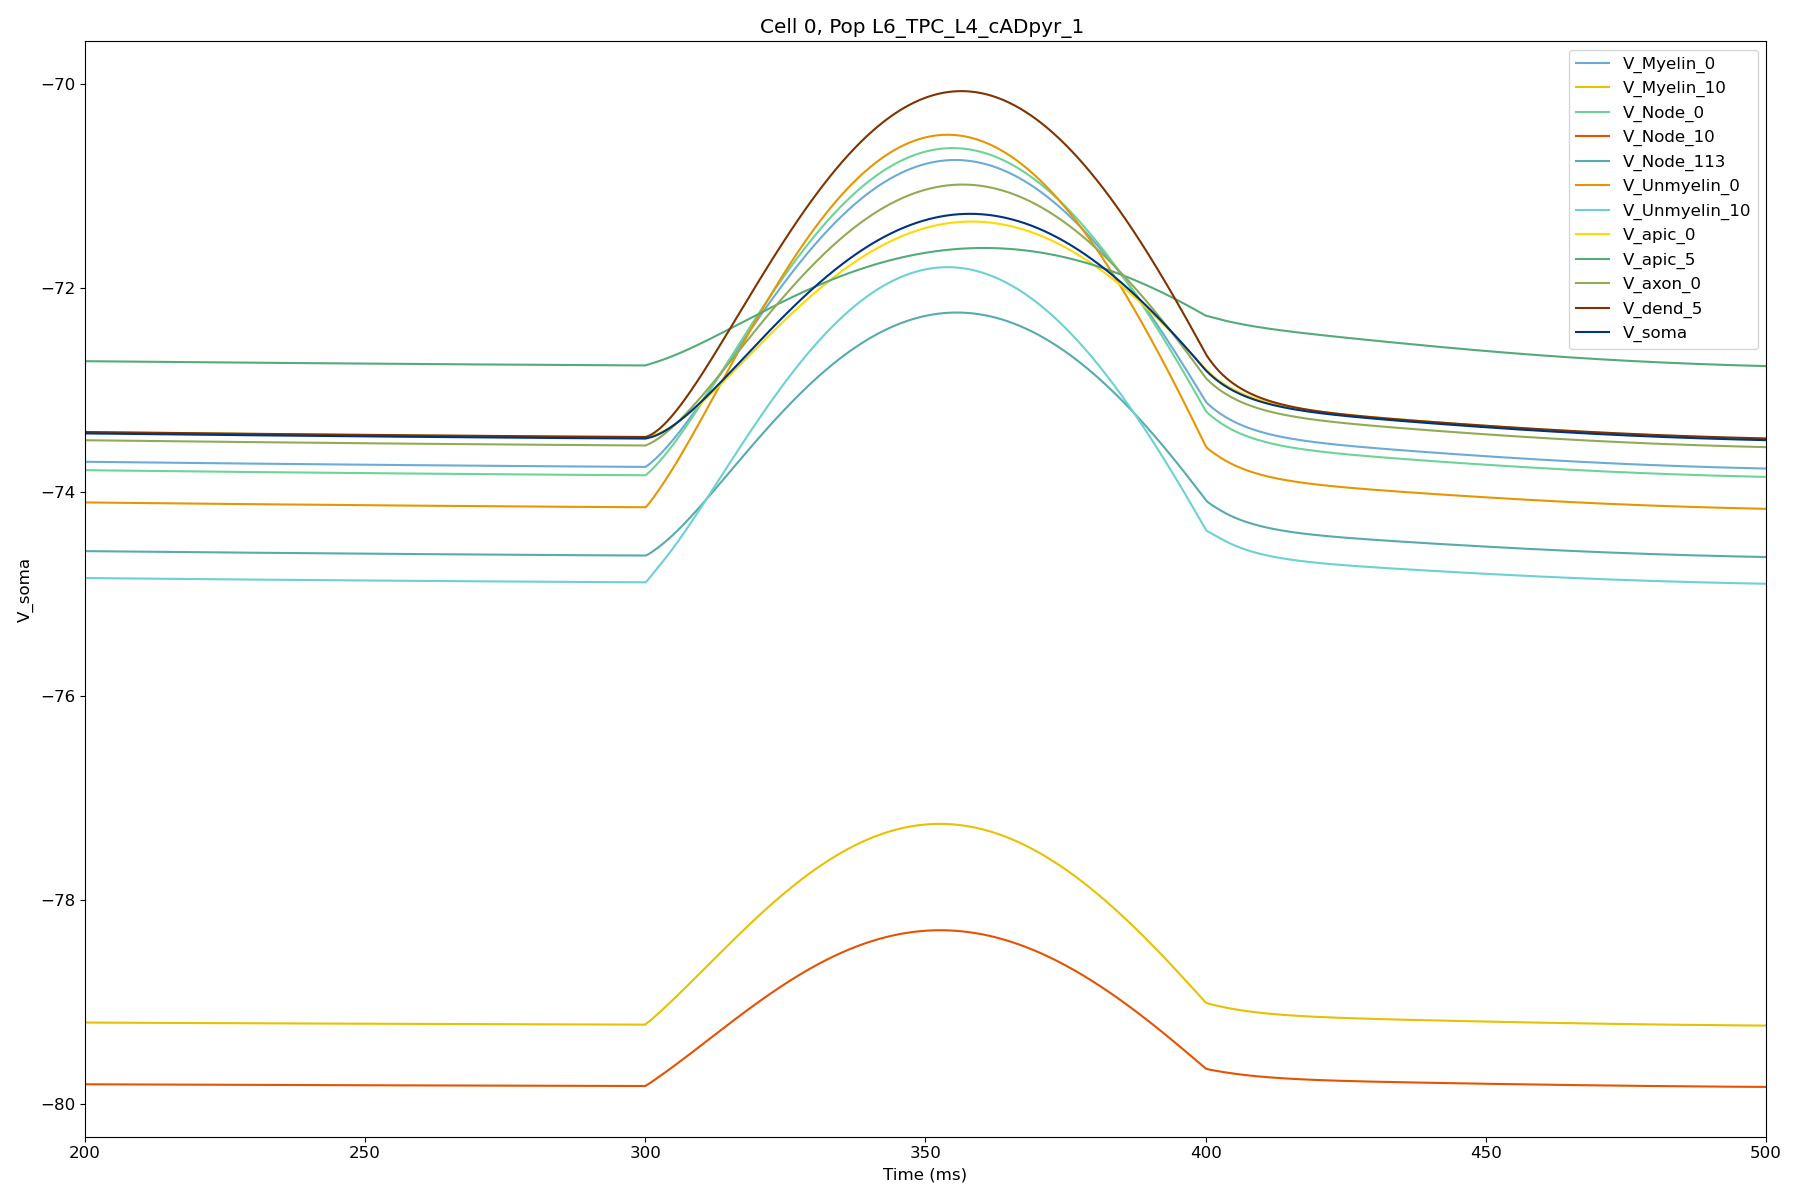 Cell 0, Pop L6_TPC_L4_cADpyr_1
V_Myelin_0
V_Myelin_10
V_Node_0
V_Node_10
V_Node_113
V_Unmyelin_0
V_Unmyelin_10
V_apic_0
V_apic_5
V_axon_0
V_dend_5
V_soma
−70
−72
−74
−76
−78
−80
V_soma
200 250 300 350 400 450 500
Time (ms)